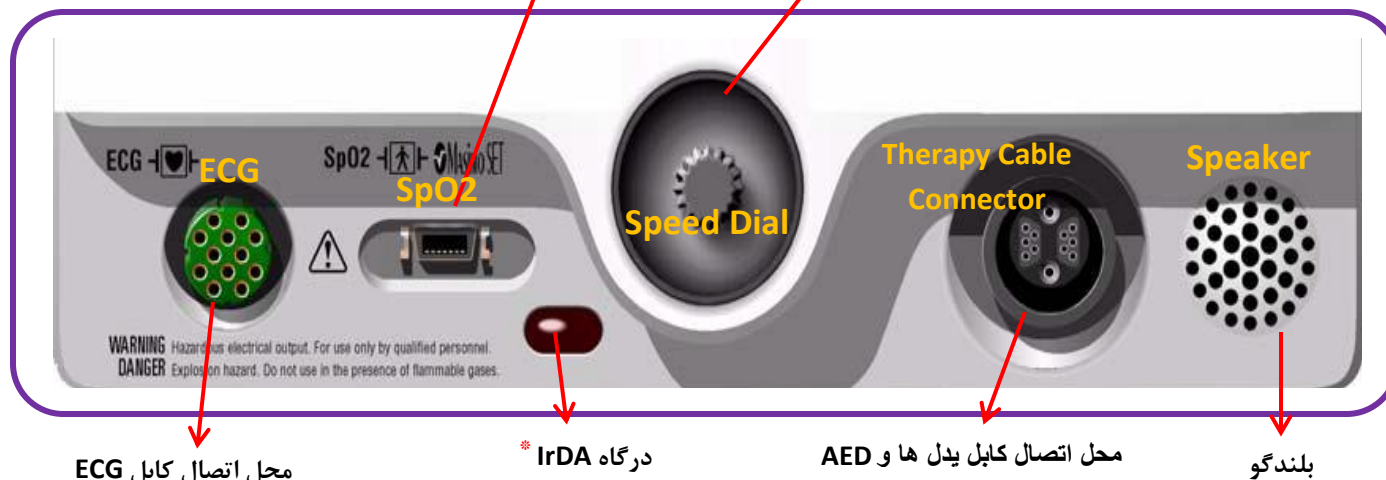 ECG
SpO2 Masimo SET
ECG
SpO2
Speed Dial
Therapy Cable
Connector
Speaker
WARNING Hazardous electrical output. For use only by qualified personnel.
DANGER Explosion hazard. Do not use in the presence of flammable gases.
بلندگو
محل اتصال کابل پدل ها و AED
درگاه IrDA *
محل اتصال کابل ECG